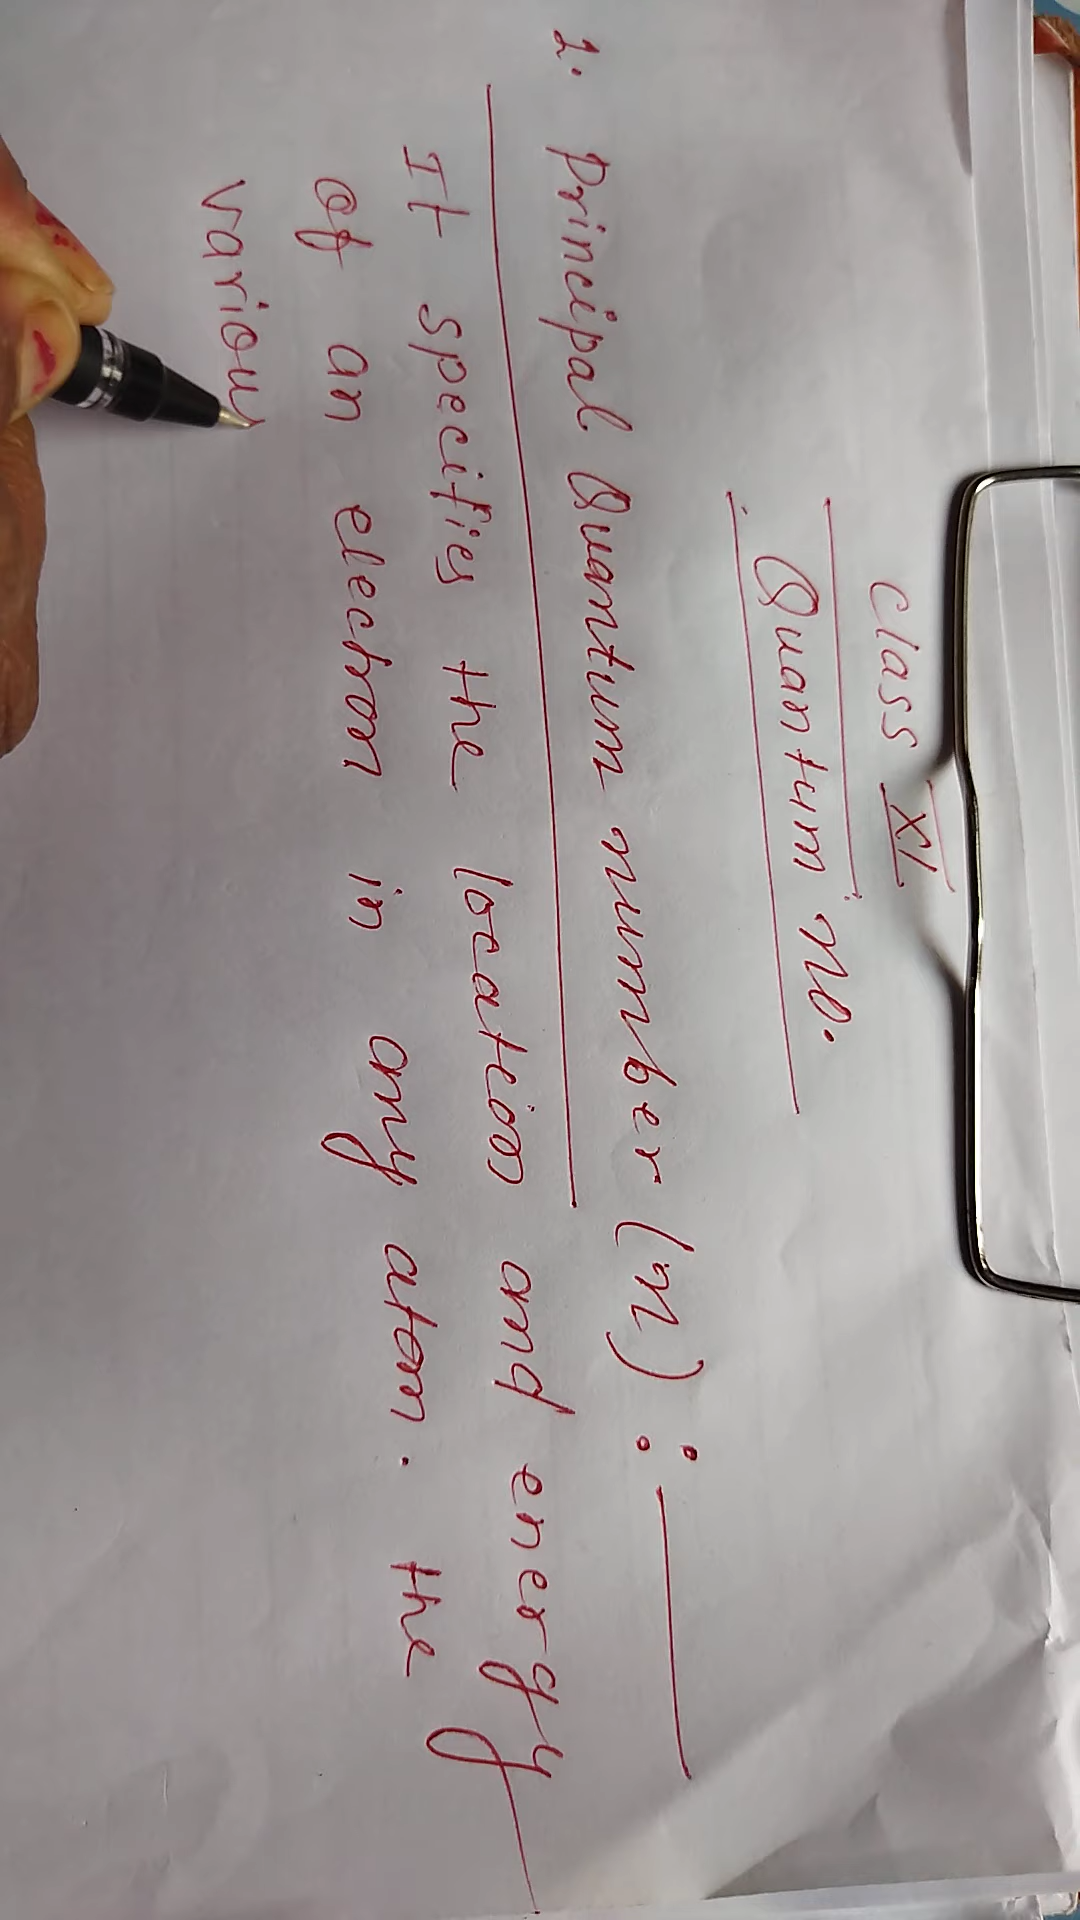 class XI
Quantum no.
1. Principal Quantum number (n) :
It specifies the location and energy
of an electron in any atom. the
various